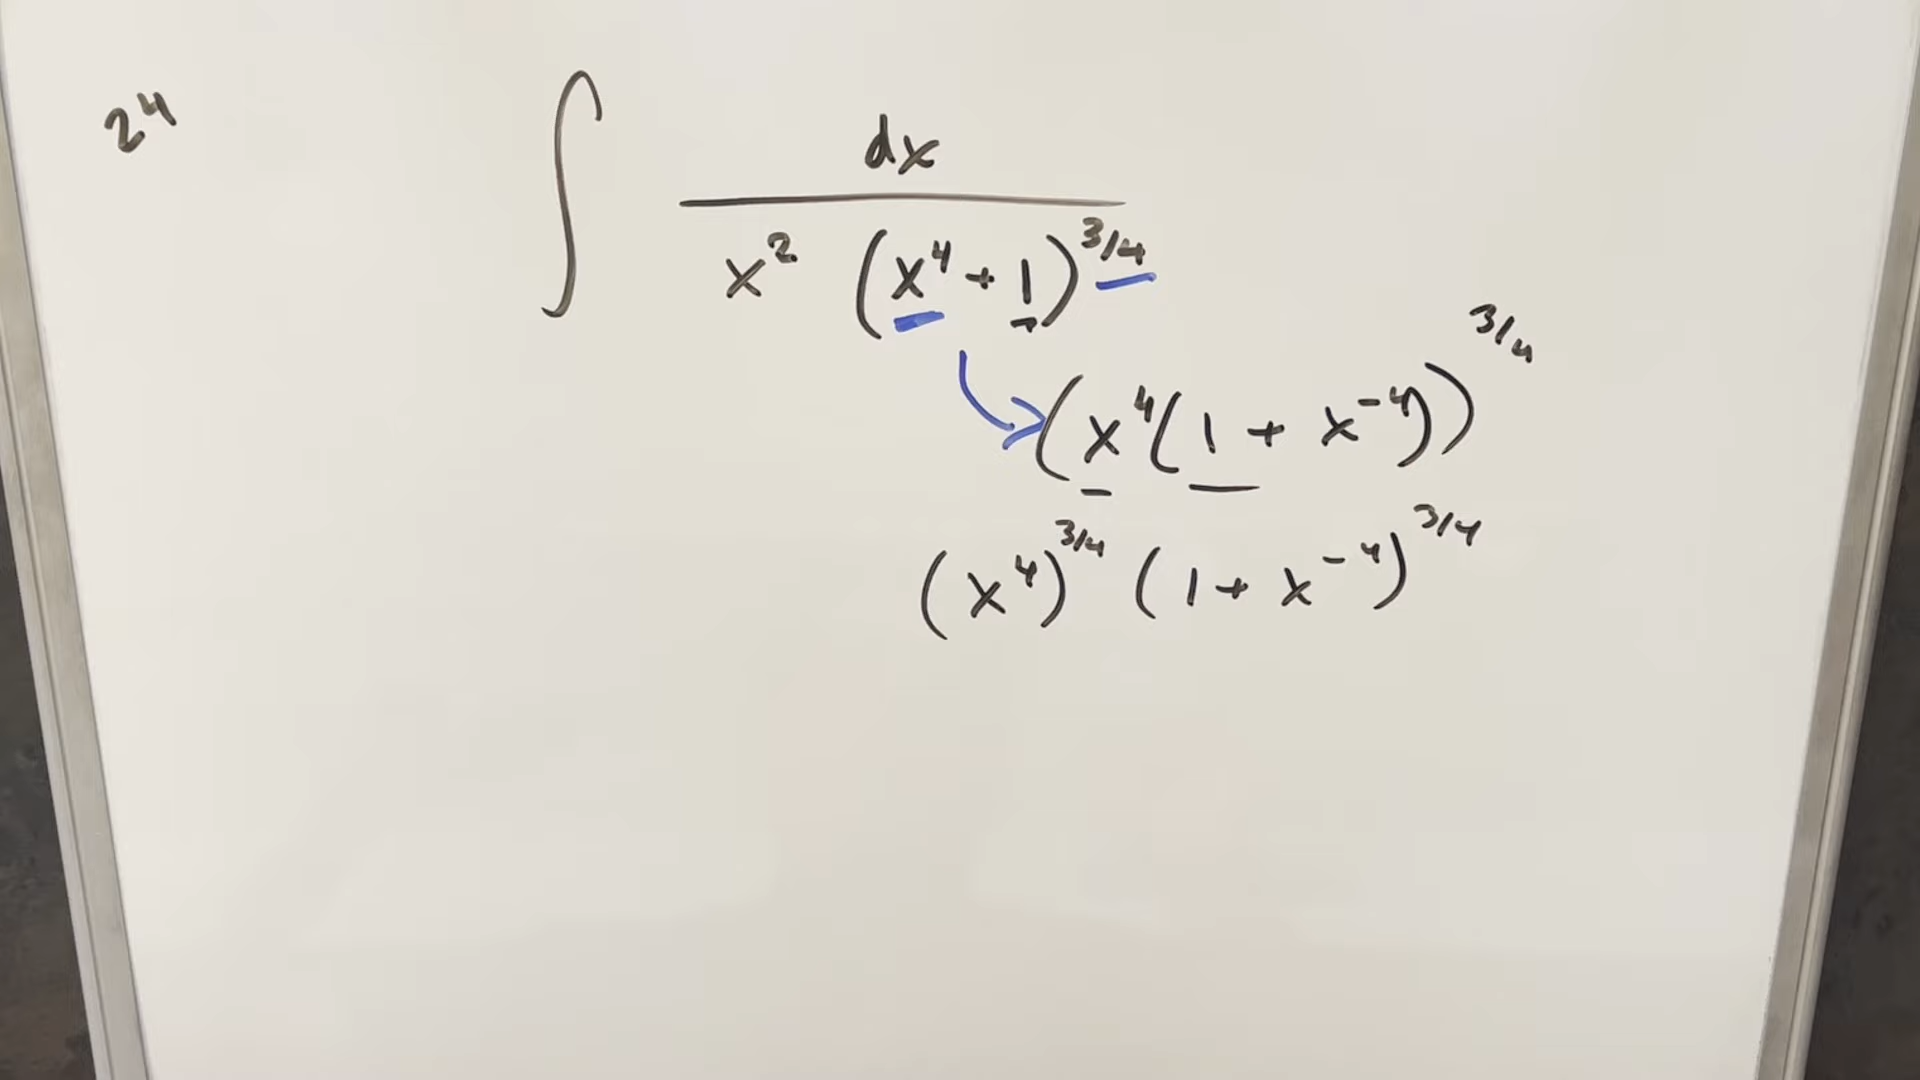 24
∫ dx / x² (x⁴ + 1)^3/4
(x⁴(1 + x⁻⁴))^3/4
(x⁴)^3/4 (1 + x⁻⁴)^3/4